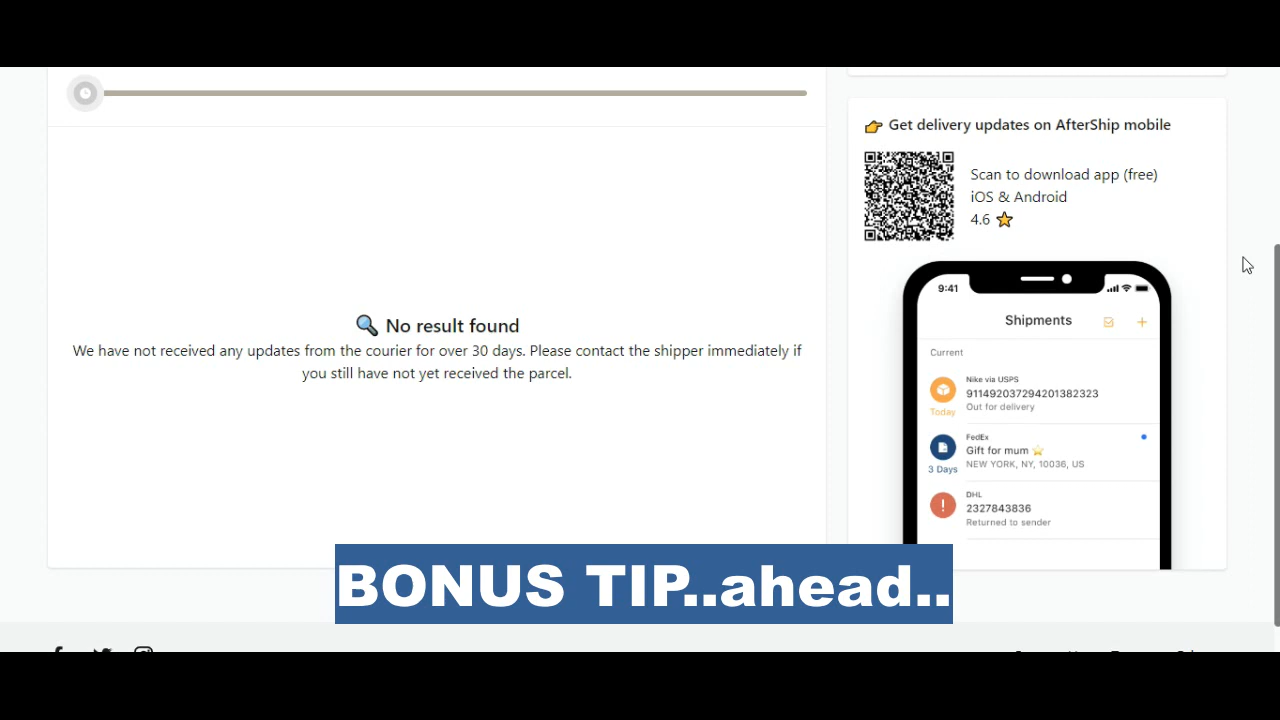 👉 Get delivery updates on AfterShip mobile
Scan to download app (free)
iOS & Android
4.6 ⭐
9:41
Shipments
Current
Nike via USPS
911492037294201382323
Out for delivery
Today
FedEx
Gift for mum ⭐
NEW YORK, NY, 10036, US
3 Days
DHL
2327843836
Returned to sender
🔍 No result found
We have not received any updates from the courier for over 30 days. Please contact the shipper immediately if
you still have not yet received the parcel.
BONUS TIP..ahead..